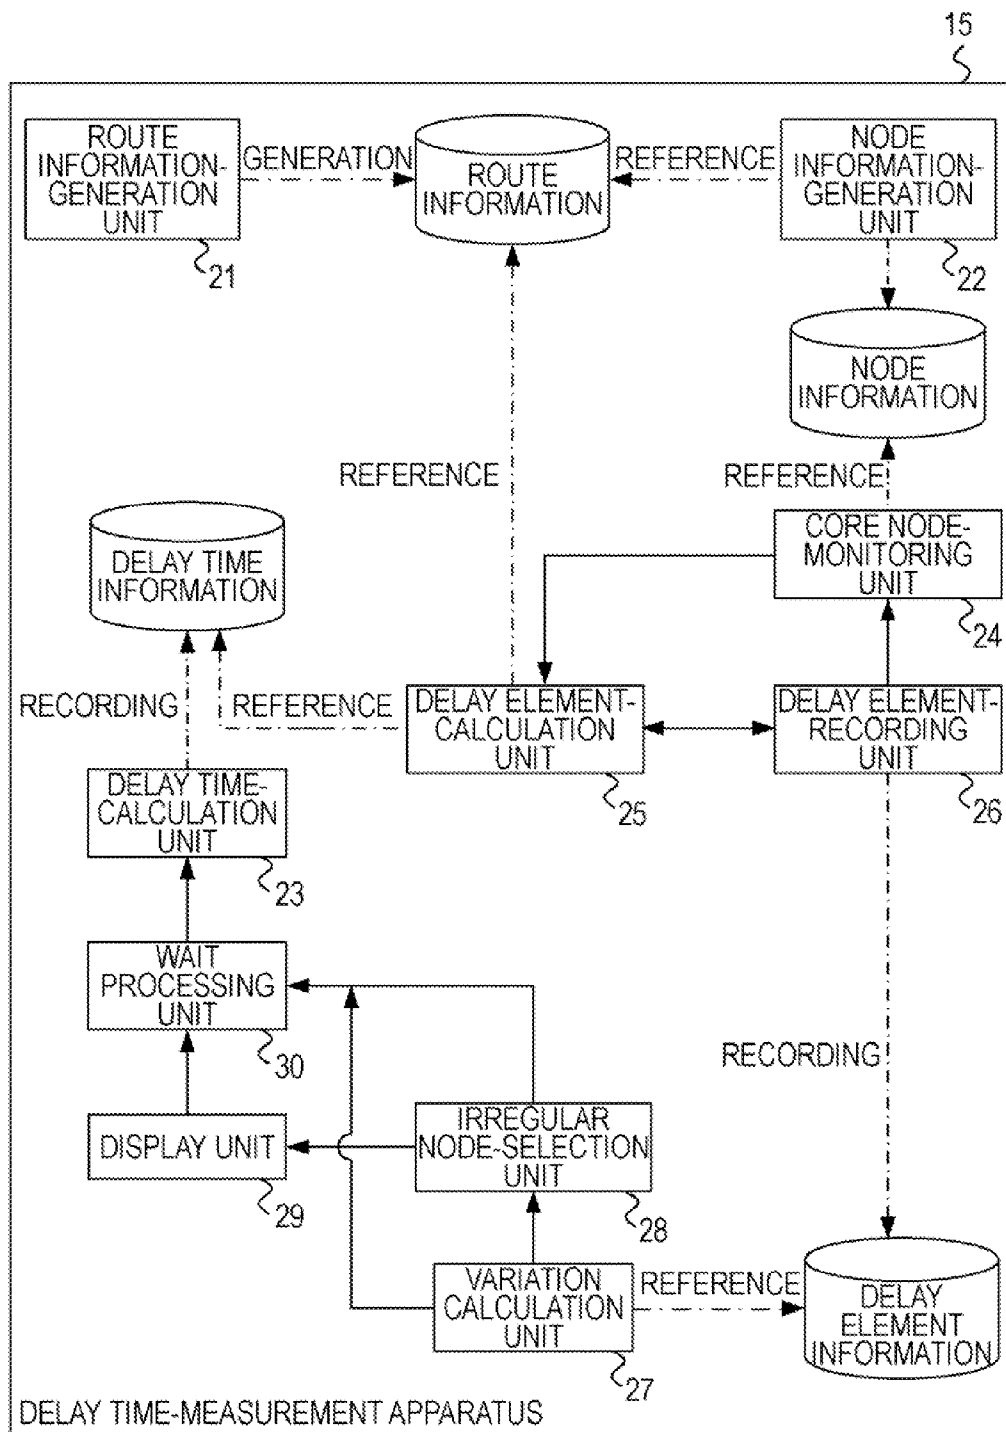 15
ROUTE
INFORMATION-
GENERATION
UNIT
21
GENERATION
ROUTE
INFORMATION
REFERENCE
NODE
INFORMATION-
GENERATION
UNIT
22
NODE
INFORMATION
REFERENCE
REFERENCE
CORE NODE-
MONITORING
UNIT
24
DELAY TIME
INFORMATION
RECORDING
REFERENCE
DELAY ELEMENT-
CALCULATION
UNIT
25
DELAY ELEMENT-
RECORDING
UNIT
26
DELAY TIME-
CALCULATION
UNIT
23
WAIT
PROCESSING
UNIT
30
RECORDING
DISPLAY UNIT
29
IRREGULAR
NODE-SELECTION
UNIT
28
VARIATION
CALCULATION
UNIT
27
REFERENCE
DELAY
ELEMENT
INFORMATION
DELAY TIME-MEASUREMENT APPARATUS